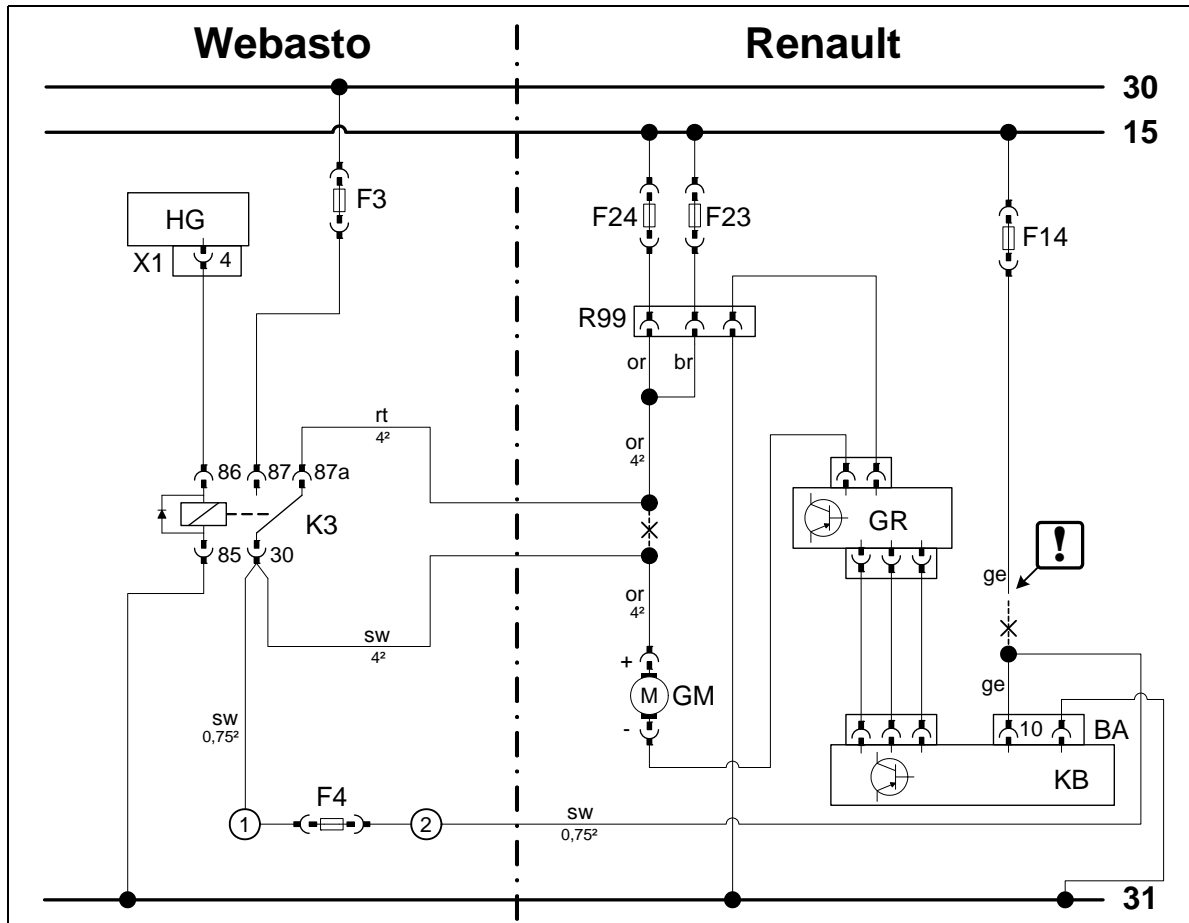 Webasto Renault
30
15
F3
F24 F23
HG
F14
X1 4
R99
or br
rt
4²
or
4²
86 87 87a
K3
GR
!
85 30
ge
or
4²
sw
4²
+
M GM
ge
-
sw
0,75²
10 BA
KB
F4
1 2
sw
0,75²
31